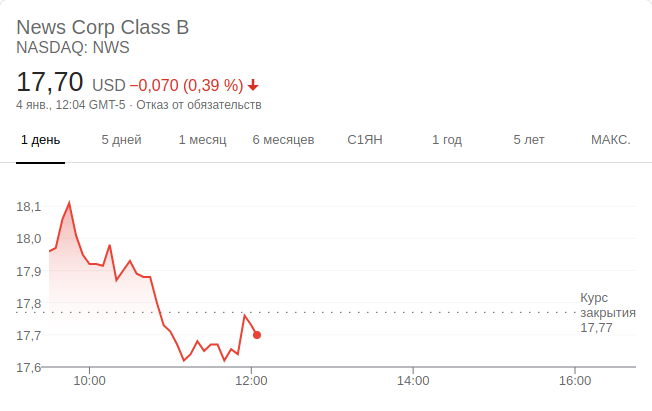 News Corp Class B
NASDAQ: NWS
17,70 USD −0,070 (0,39 %)
4 янв., 12:04 GMT-5 · Отказ от обязательств
1 день 5 дней 1 месяц 6 месяцев С1ЯН 1 год 5 лет МАКС.
18,1
18,0
17,9
17,8
17,7
17,6
Курс
закрытия
17,77
10:00 12:00 14:00 16:00